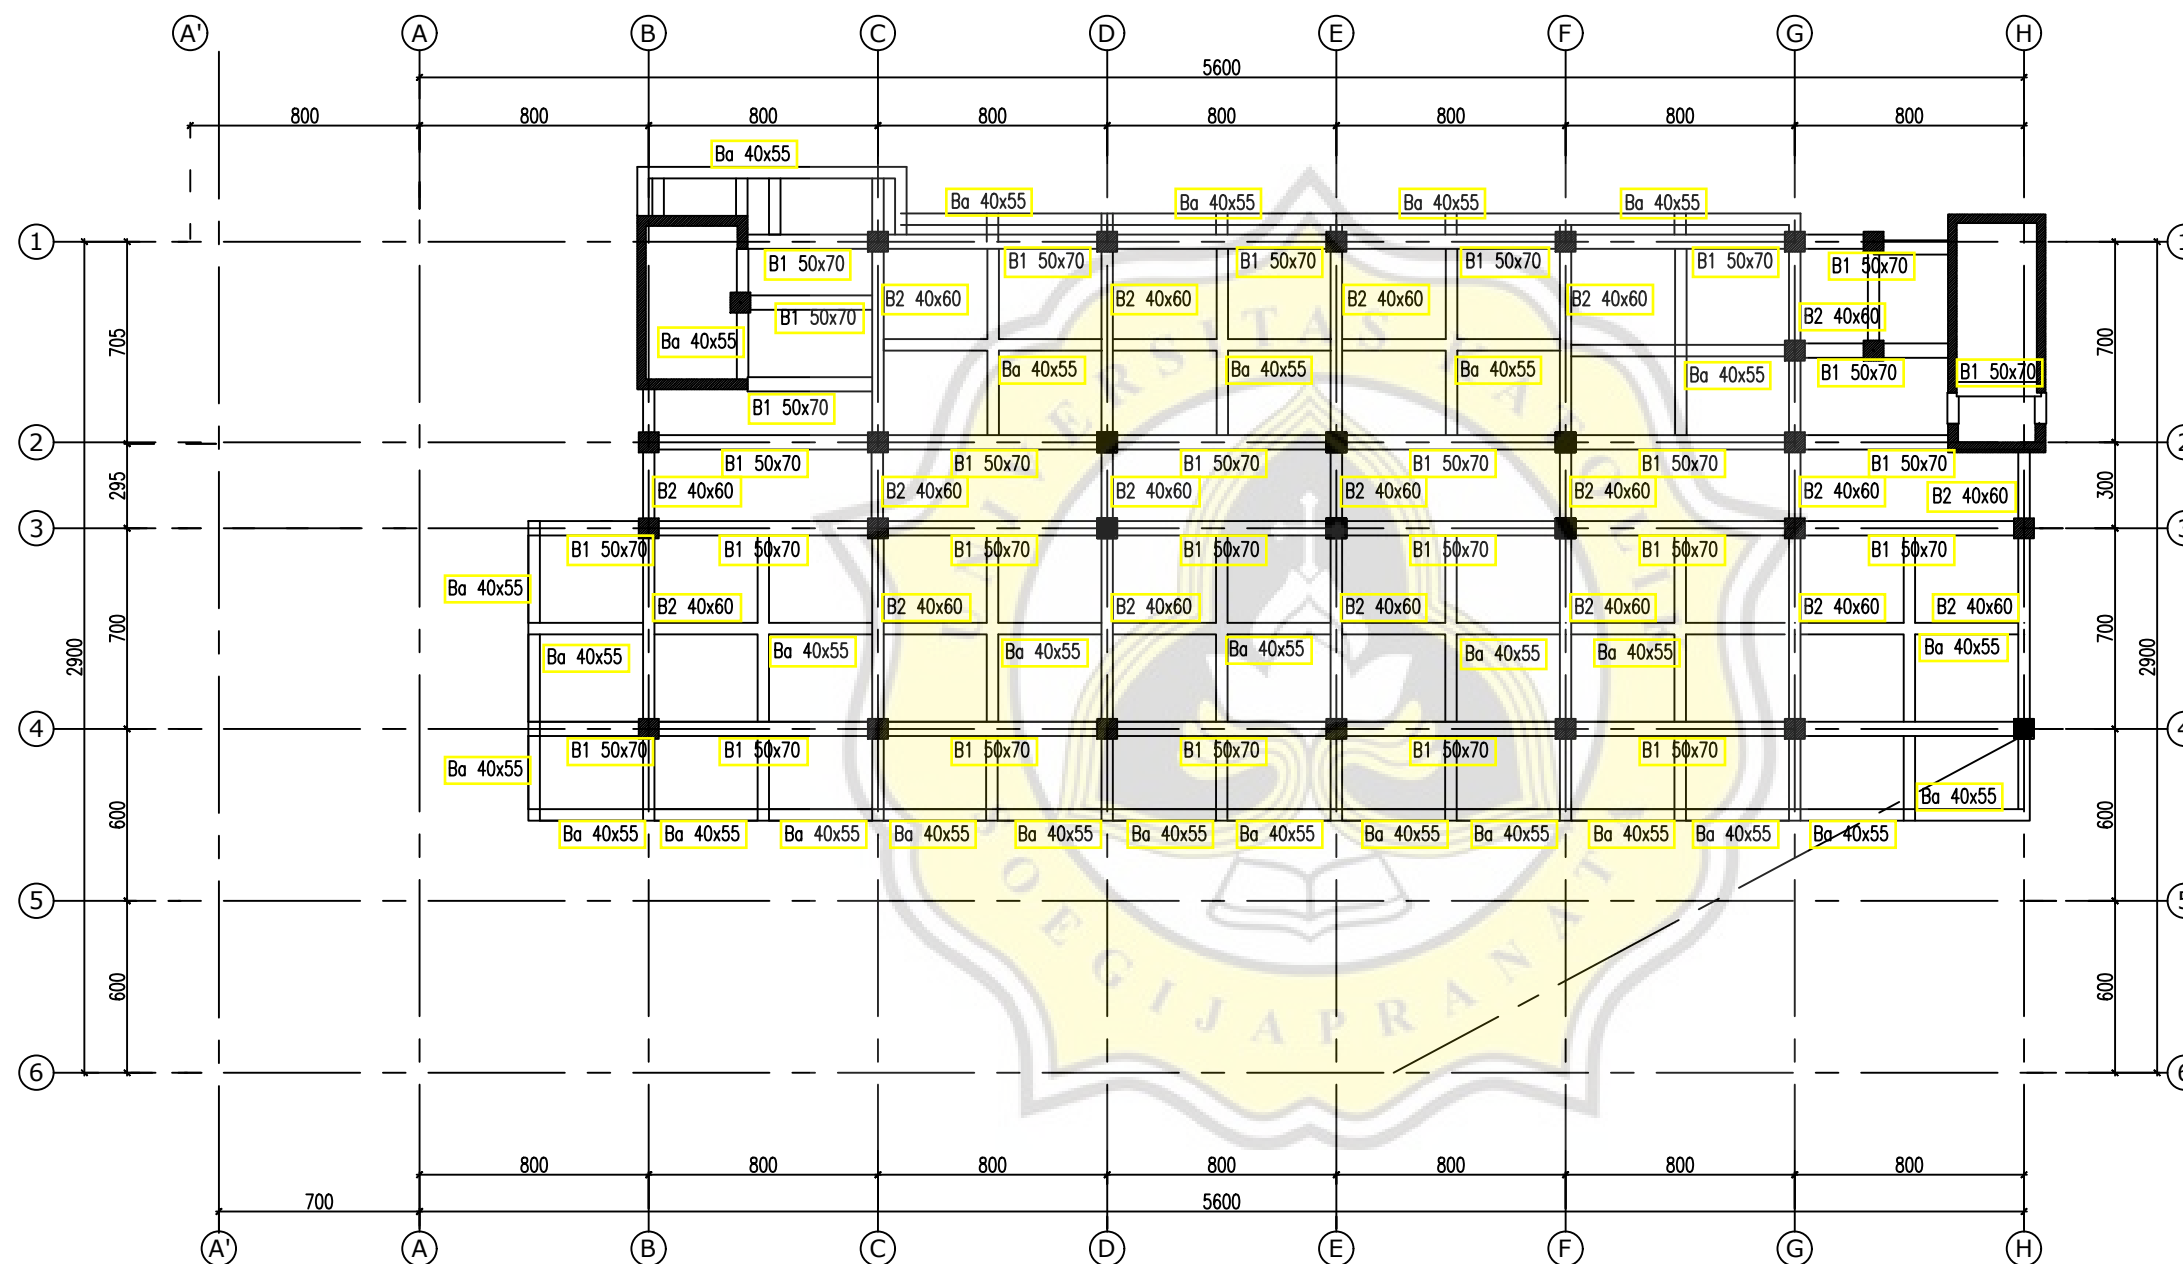 A' A B C D E F G H
5600
800 800 800 800 800 800 800 800
Ba 40x55
Ba 40x55 Ba 40x55 Ba 40x55 Ba 40x55
1
B1 50x70 B1 50x70 B1 50x70 B1 50x70 B1 50x70 B1 50x70
B2 40x60 B2 40x60 B2 40x60 B2 40x60
B1 50x70 B2 40x60
705 Ba 40x55 700
Ba 40x55 Ba 40x55 Ba 40x55 Ba 40x55 B1 50x70 B1 50x70
B1 50x70
2 2
B1 50x70 B1 50x70 B1 50x70 B1 50x70 B1 50x70 B1 50x70
295 B2 40x60 B2 40x60 B2 40x60 B2 40x60 B2 40x60 B2 40x60 B2 40x60 300
3 3
B1 50x70 B1 50x70 B1 50x70 B1 50x70 B1 50x70 B1 50x70 B1 50x70
Ba 40x55
B2 40x60 B2 40x60 B2 40x60 B2 40x60 B2 40x60 B2 40x60 B2 40x60
700 700
2900 Ba 40x55 Ba 40x55 Ba 40x55 Ba 40x55 Ba 40x55 Ba 40x55 Ba 40x55 2900
4 4
B1 50x70 B1 50x70 B1 50x70 B1 50x70 B1 50x70 B1 50x70
Ba 40x55
Ba 40x55
600 600
Ba 40x55 Ba 40x55 Ba 40x55 Ba 40x55 Ba 40x55 Ba 40x55 Ba 40x55 Ba 40x55 Ba 40x55 Ba 40x55 Ba 40x55 Ba 40x55
5 5
600 600
6 6
UNIVERSITAS KATOLIK
SOEGIJAPRANATA
800 800 800 800 800 800 800
700 5600
A' A B C D E F G H